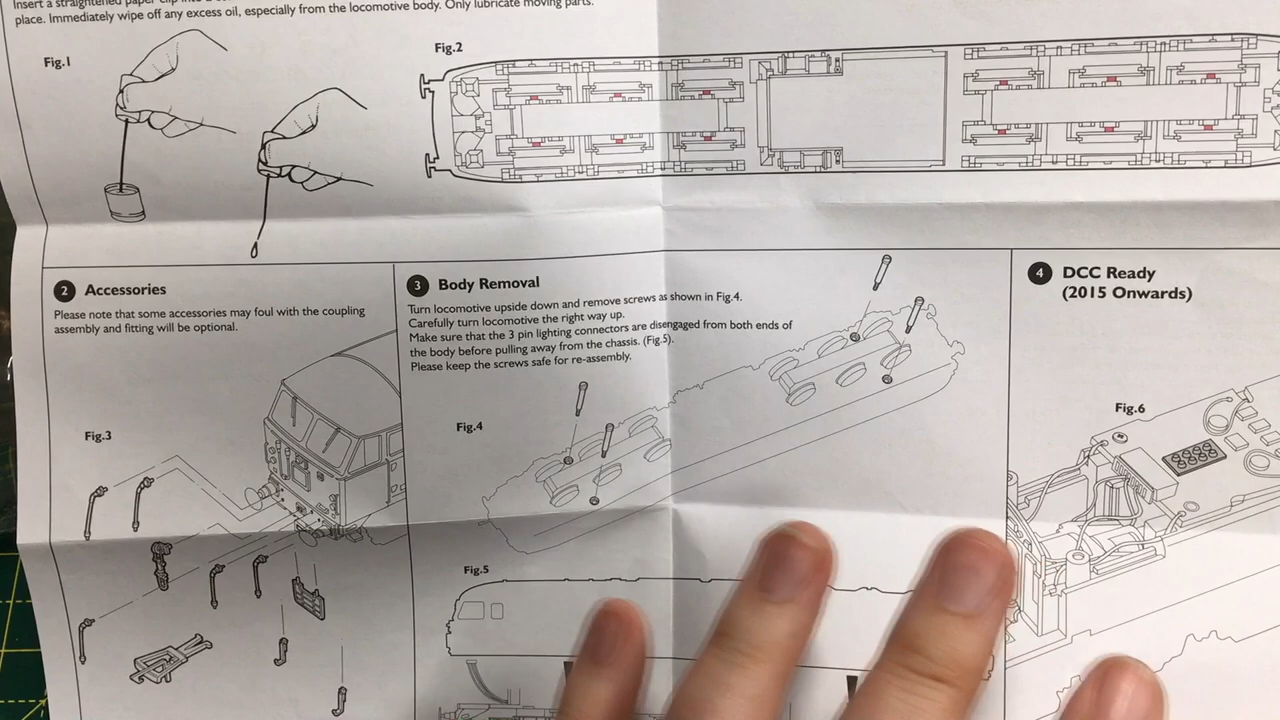 Insert a straightened paper clip into a
place. Immediately wipe off any excess oil, especially from the locomotive body. Only lubricate moving parts.
Fig.1
Fig.2
2 Accessories
Please note that some accessories may foul with the coupling
assembly and fitting will be optional.
Fig.3
3 Body Removal
Turn locomotive upside down and remove screws as shown in Fig.4.
Carefully turn locomotive the right way up.
Make sure that the 3 pin lighting connectors are disengaged from both ends of
the body before pulling away from the chassis. (Fig.5).
Please keep the screws safe for re-assembly.
Fig.4
Fig.5
4 DCC Ready
(2015 Onwards)
Fig.6